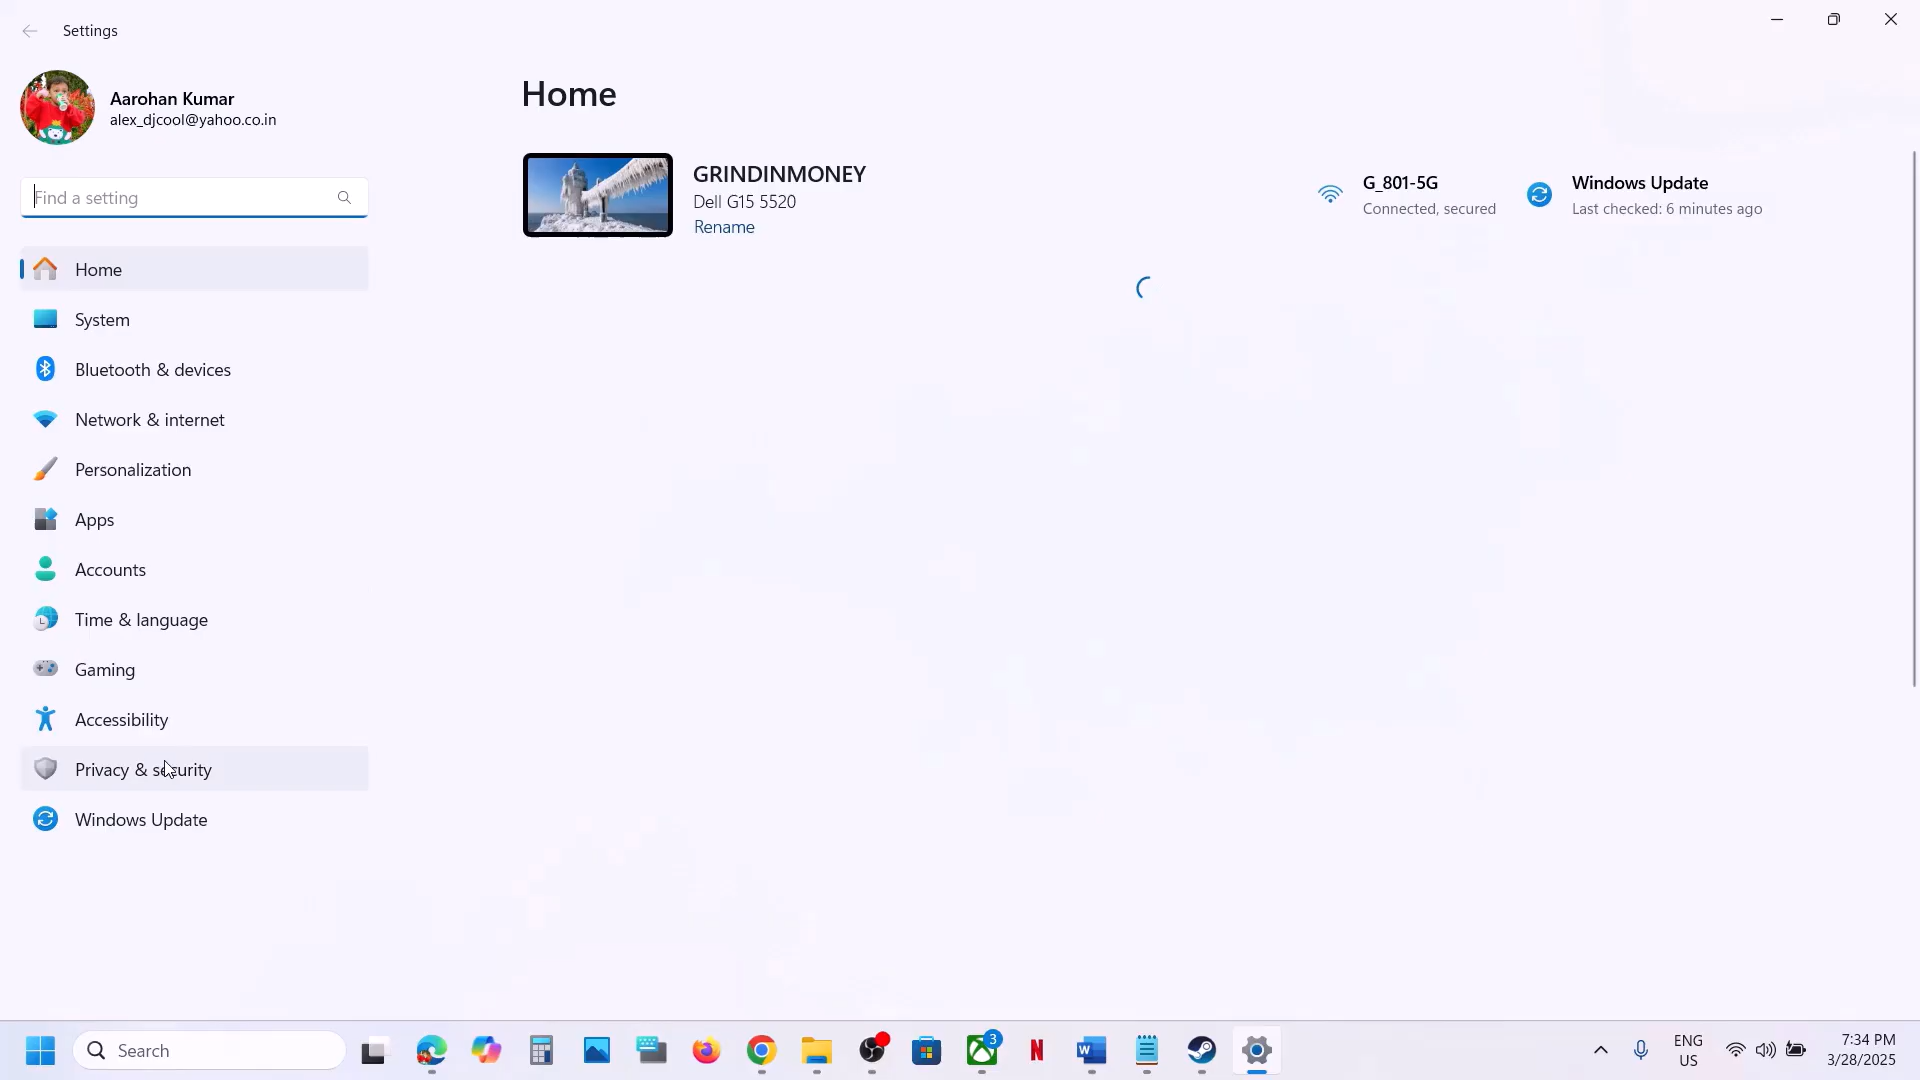 Settings
Aarohan Kumar
alex_djcool@yahoo.co.in
Find a setting
Home
System
Bluetooth & devices
Network & internet
Personalization
Apps
Accounts
Time & language
Gaming
Accessibility
Privacy & security
Windows Update
Home
GRINDINMONEY
Dell G15 5520
Rename
G_801-5G
Connected, secured
Windows Update
Last checked: 6 minutes ago
Search
3
N
W
ENG
US
7:34 PM
3/28/2025